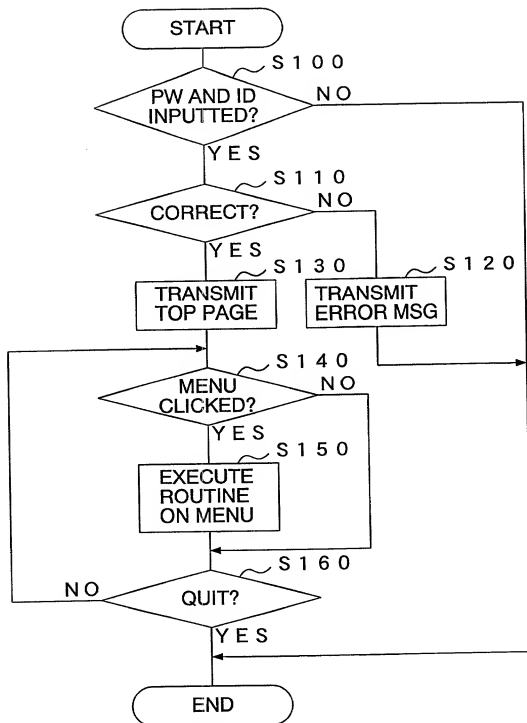 START
S100
PW AND ID
INPUTTED?
NO
YES
S110
CORRECT?
NO
YES
S130
TRANSMIT
TOP PAGE
S120
TRANSMIT
ERROR MSG
S140
MENU
CLICKED?
NO
YES
S150
EXECUTE
ROUTINE
ON MENU
S160
NO
QUIT?
YES
END